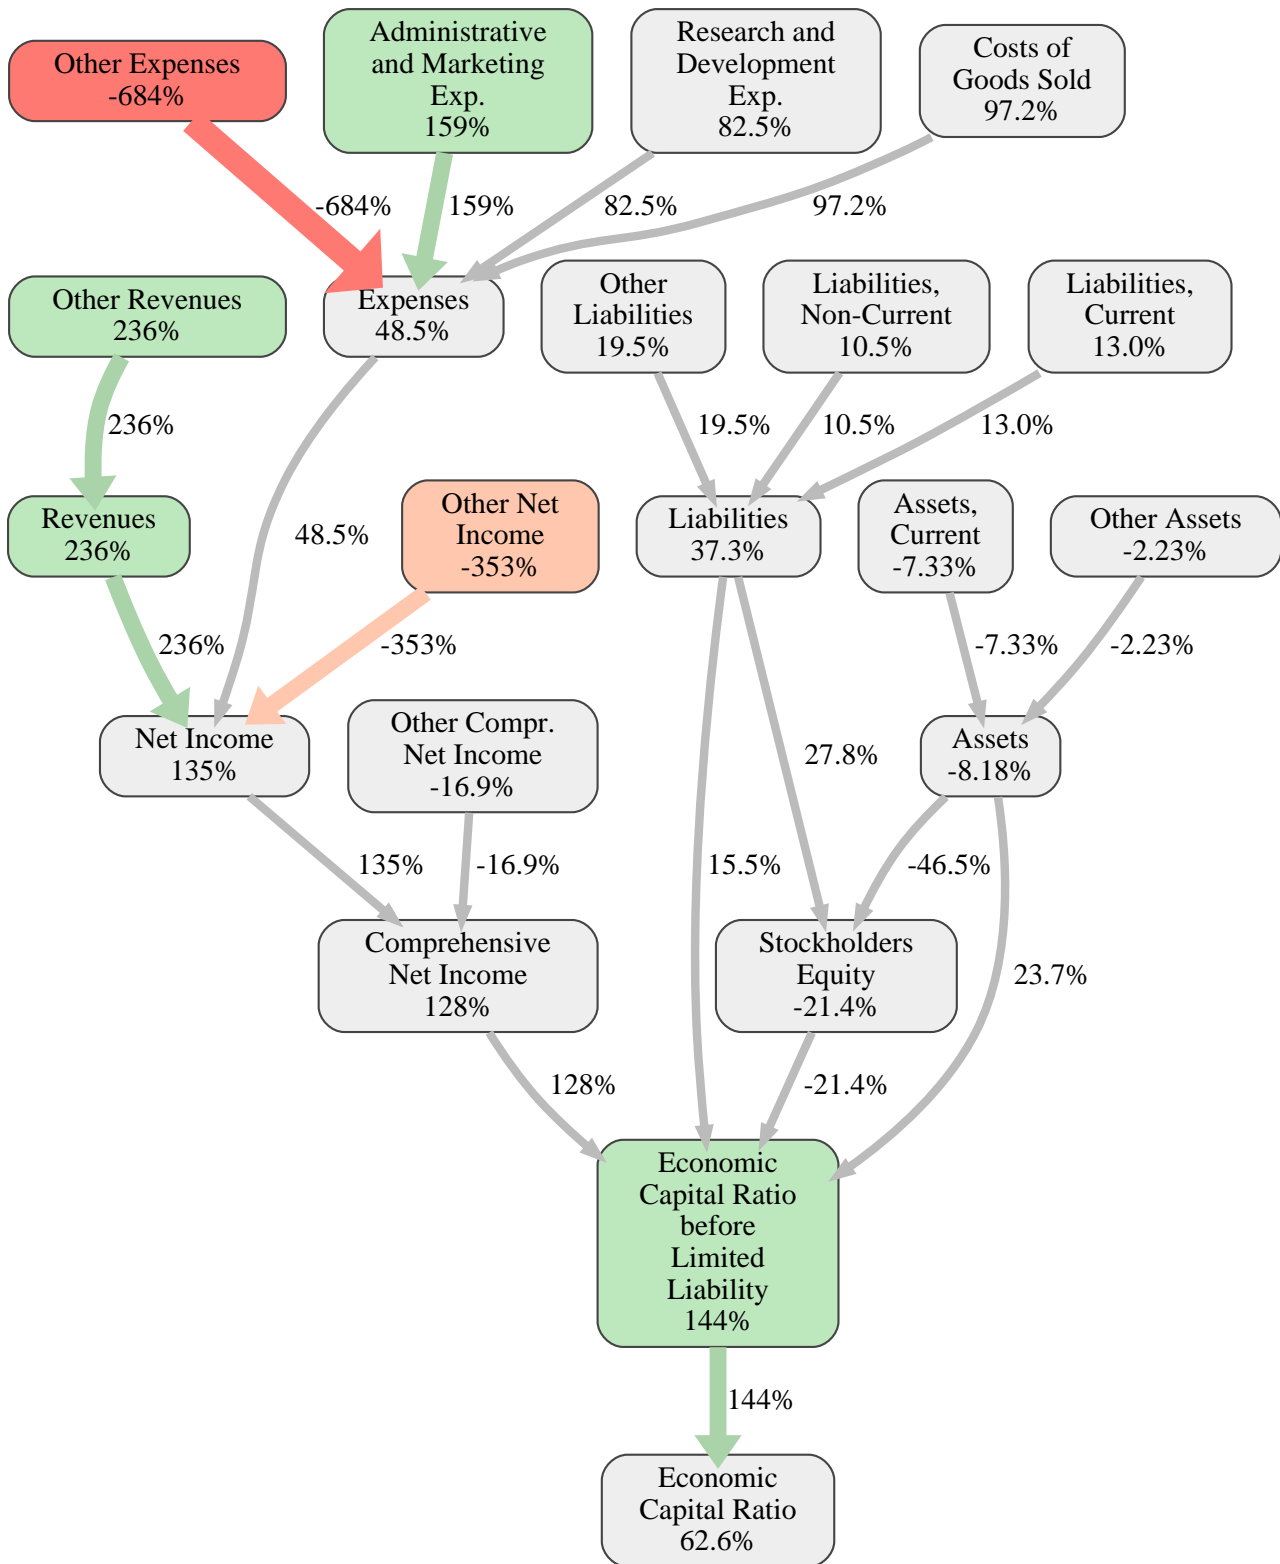 Other Expenses
-684%
Administrative
and Marketing
Exp.
159%
Research and
Development
Exp.
82.5%
Costs of
Goods Sold
97.2%
-684%
159%
82.5%
97.2%
Other Revenues
236%
Expenses
48.5%
Other
Liabilities
19.5%
Liabilities,
Non-Current
10.5%
Liabilities,
Current
13.0%
236%
19.5%
10.5%
13.0%
Revenues
236%
48.5%
Other Net
Income
-353%
Liabilities
37.3%
Assets,
Current
-7.33%
Other Assets
-2.23%
236%
-353%
-7.33%
-2.23%
Net Income
135%
Other Compr.
Net Income
-16.9%
27.8%
Assets
-8.18%
135%
-16.9%
15.5%
-46.5%
Comprehensive
Net Income
128%
Stockholders
Equity
-21.4%
23.7%
128%
-21.4%
Economic
Capital Ratio
before
Limited
Liability
144%
144%
Economic
Capital Ratio
62.6%